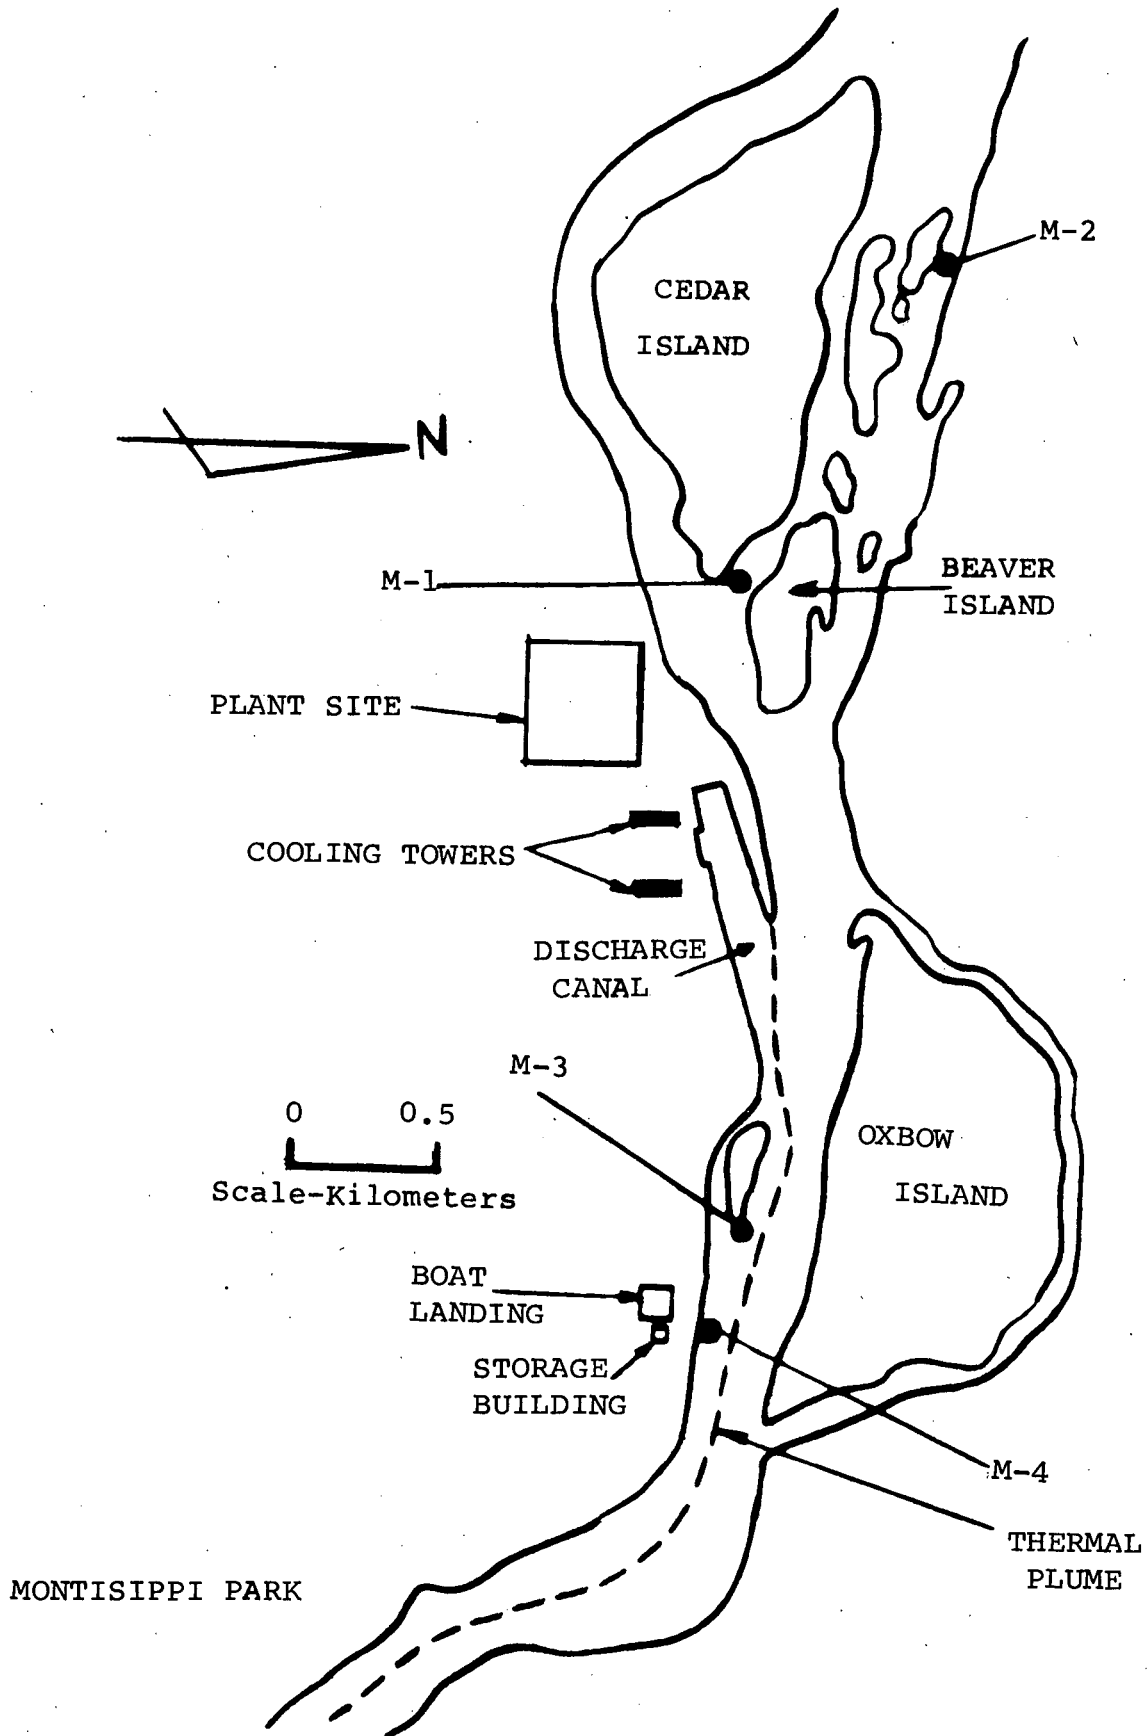 M-2
CEDAR
ISLAND
N
M-1
BEAVER
ISLAND
PLANT SITE
COOLING TOWERS
DISCHARGE
CANAL
M-3
0 0.5
Scale-Kilometers
OXBOW
ISLAND
BOAT
LANDING
STORAGE
BUILDING
M-4
THERMAL
PLUME
MONTISIPPI PARK